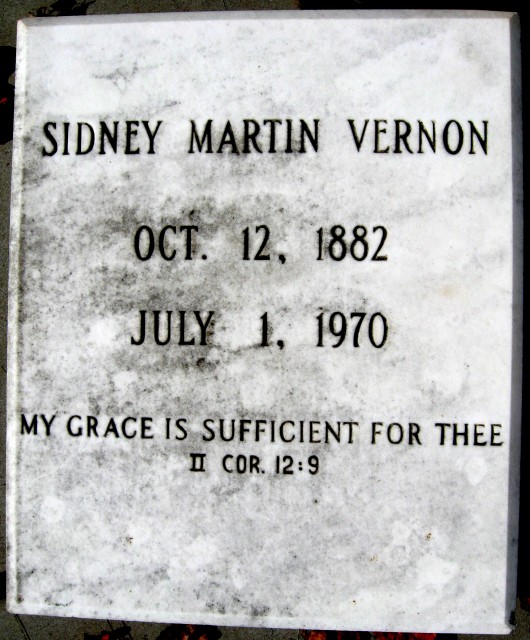 SIDNEY MARTIN VERNON
OCT. 12, 1882
JULY 1, 1970
MY GRACE IS SUFFICIENT FOR THEE
II COR. 12:9